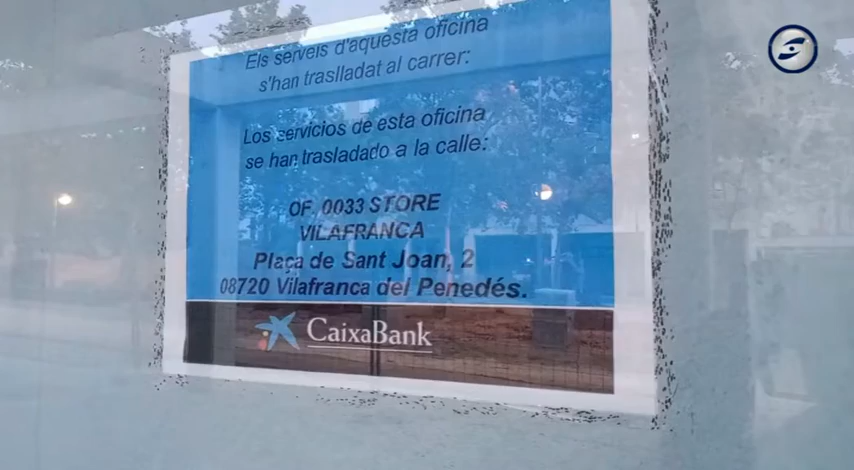 Els serveis d'aquesta oficina
s'han traslladat al carrer:
Los servicios de esta oficina
se han trasladado a la calle:
OF. 0033 STORE
VILAFRANCA
Plaça de Sant Joan, 2
08720 Vilafranca del Penedés.
CaixaBank